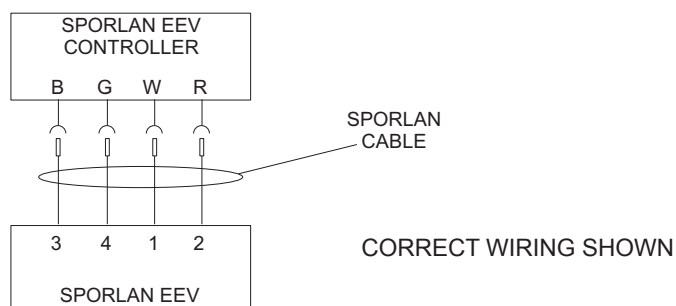 SPORLAN EEV
CONTROLLER
B G W R
SPORLAN
CABLE
3 4 1 2
CORRECT WIRING SHOWN
SPORLAN EEV